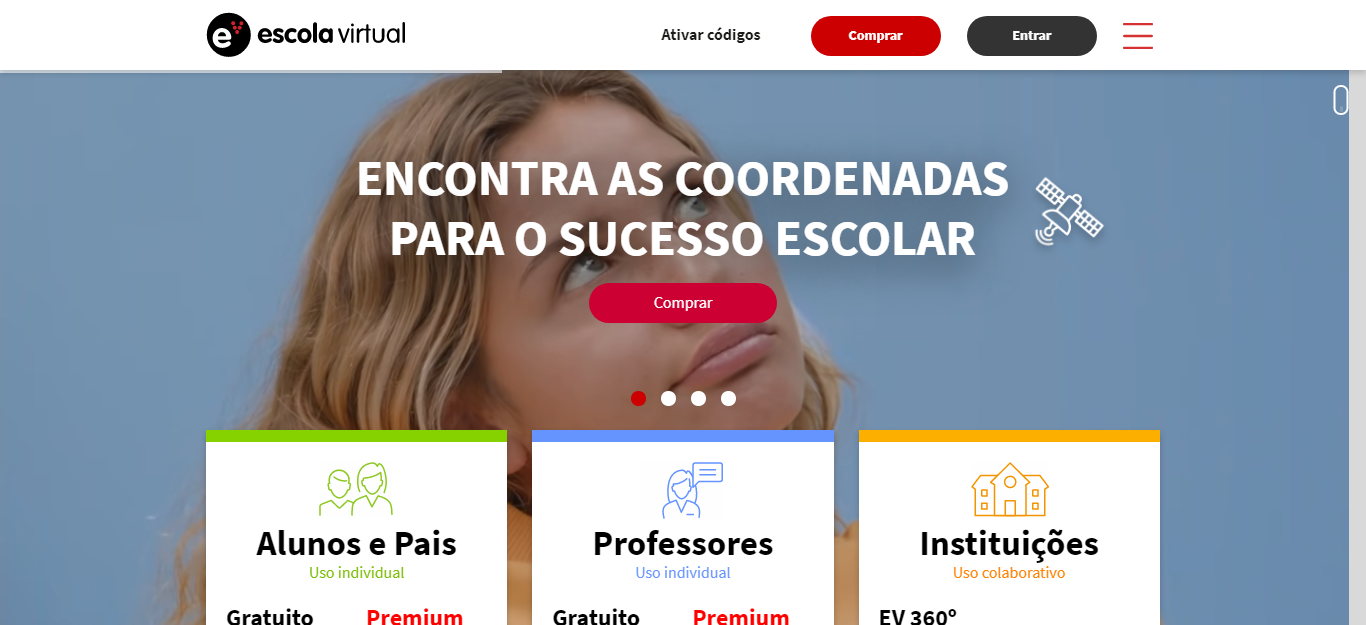 escola virtual
Ativar códigos
Comprar
Entrar
ENCONTRA AS COORDENADAS
PARA O SUCESSO ESCOLAR
Comprar
Alunos e Pais
Uso individual
Gratuito
Premium
Professores
Uso individual
Gratuito
Premium
Instituições
Uso colaborativo
EV 360º